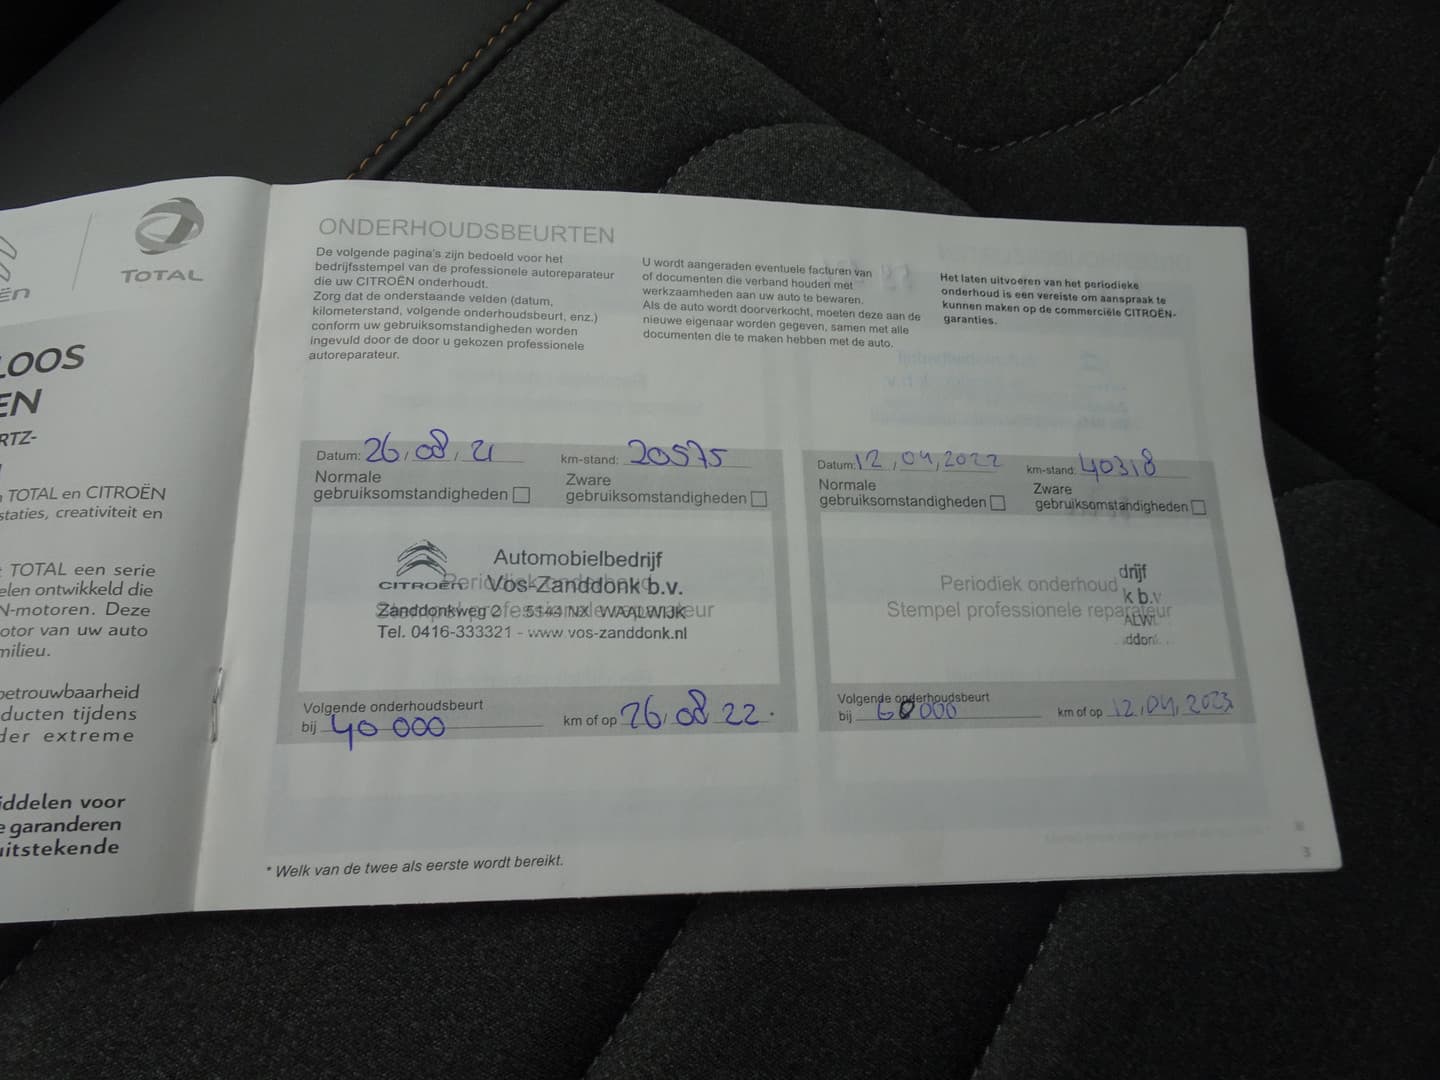 TOTAL
ën
LOOS
EN
RTZ-
TOTAL en CITROËN
staties, creativiteit en
TOTAL een serie
elen ontwikkeld die
N-motoren. Deze
otor van uw auto
milieu.
betrouwbaarheid
ducten tijdens
der extreme
iddelen voor
e garanderen
uitstekende
ONDERHOUDSBEURTEN
De volgende pagina's zijn bedoeld voor het
bedrijfsstempel van de professionele autoreparateur
die uw CITROËN onderhoudt.
Zorg dat de onderstaande velden (datum,
kilometerstand, volgende onderhoudsbeurt, enz.)
conform uw gebruiksomstandigheden worden
ingevuld door de door u gekozen professionele
autoreparateur.
U wordt aangeraden eventuele facturen van
of documenten die verband houden met
werkzaamheden aan uw auto te bewaren.
Als de auto wordt doorverkocht, moeten deze aan de
nieuwe eigenaar worden gegeven, samen met alle
documenten die te maken hebben met de auto.
Het laten uitvoeren van het periodieke
onderhoud is een vereiste om aanspraak te
kunnen maken op de commerciële CITROËN-
garanties.
Datum: 26, 08, 21 km-stand: 20575
Normale
gebruiksomstandigheden
Zware
gebruiksomstandigheden
Periodiek onderhoud
Stempel professionele reparateur
CITROËN
Automobielbedrijf
Vos-Zanddonk b.v.
Zanddonkweg 2 5144 NX WAALWIJK
Tel. 0416-333321 - www.vos-zanddonk.nl
Volgende onderhoudsbeurt
bij 40 000 km of op 26, 08 22
Datum: 12, 04, 2022 km-stand: 40318
Normale
gebruiksomstandigheden
Zware
gebruiksomstandigheden
Periodiek onderhoud
Stempel professionele reparateur
drijf
k b.v
ALWI
ddon
Volgende onderhoudsbeurt
bij 60000 km of op 12, 04, 2023
* Welk van de twee als eerste wordt bereikt.
3